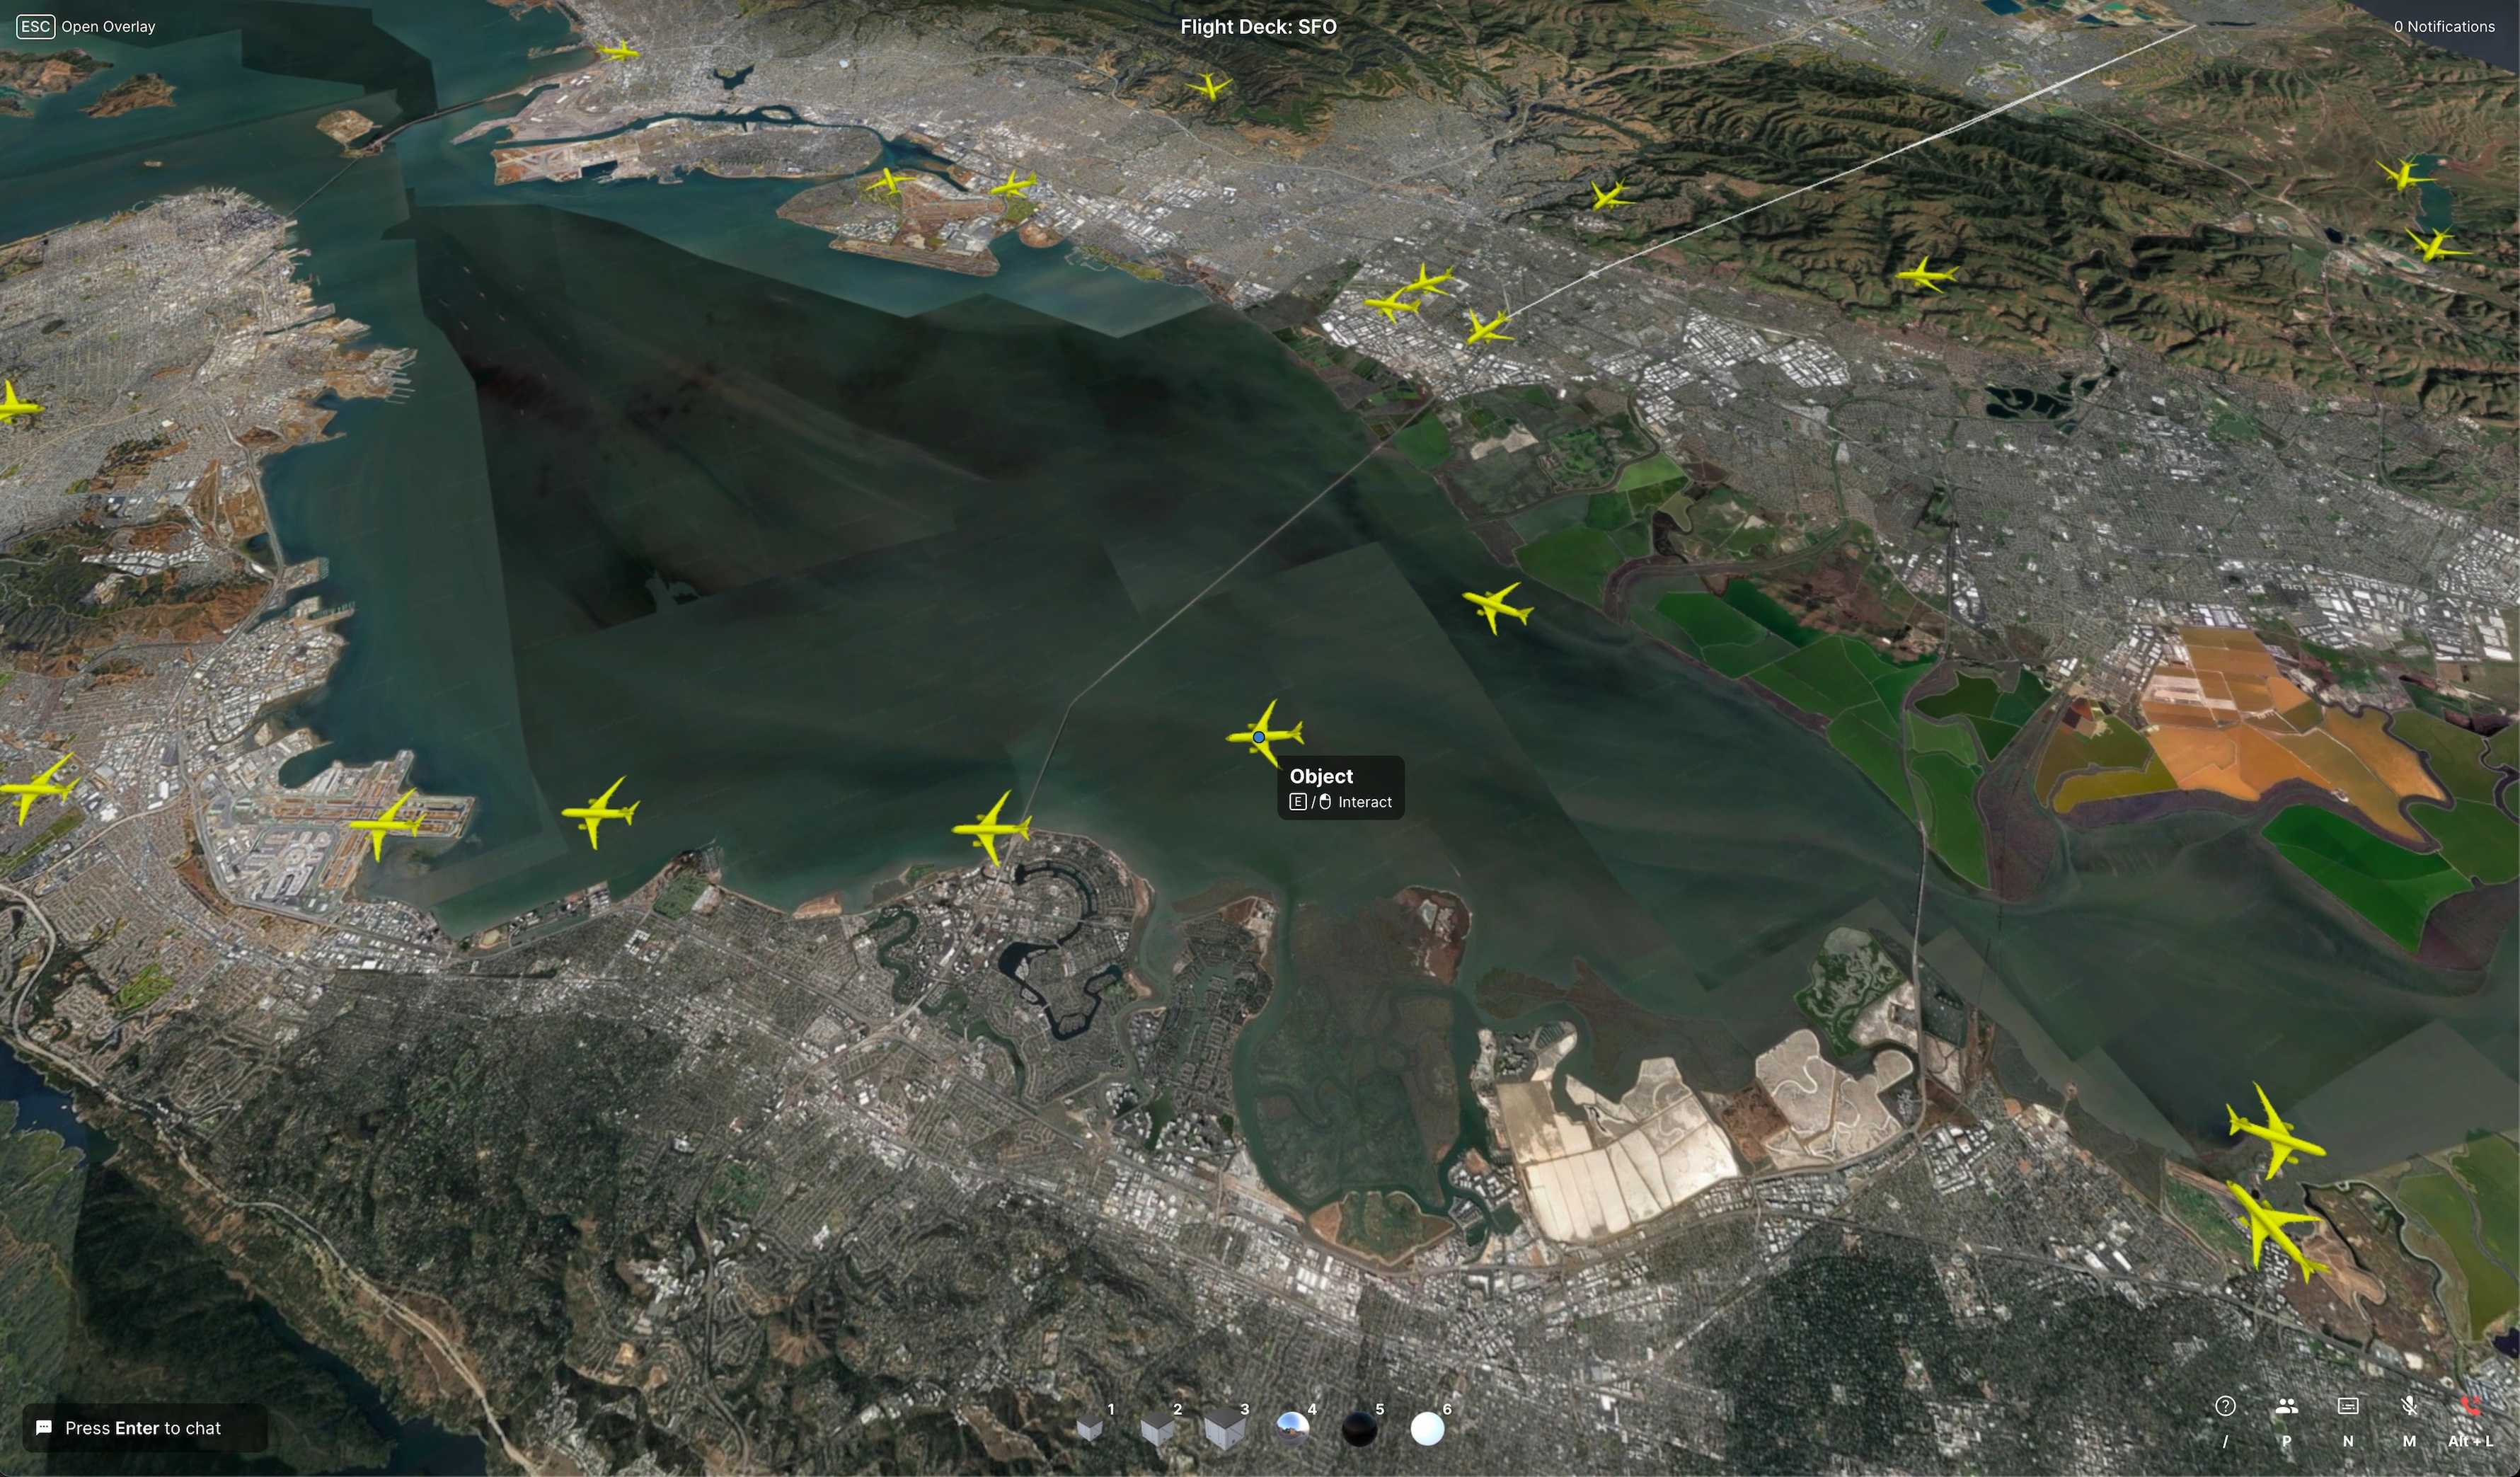 ESC Open Overlay
Flight Deck: SFO
0 Notifications
Object
E / Interact
Press Enter to chat
1 2 3 4 5 6
? 
/ P N M Alt + L